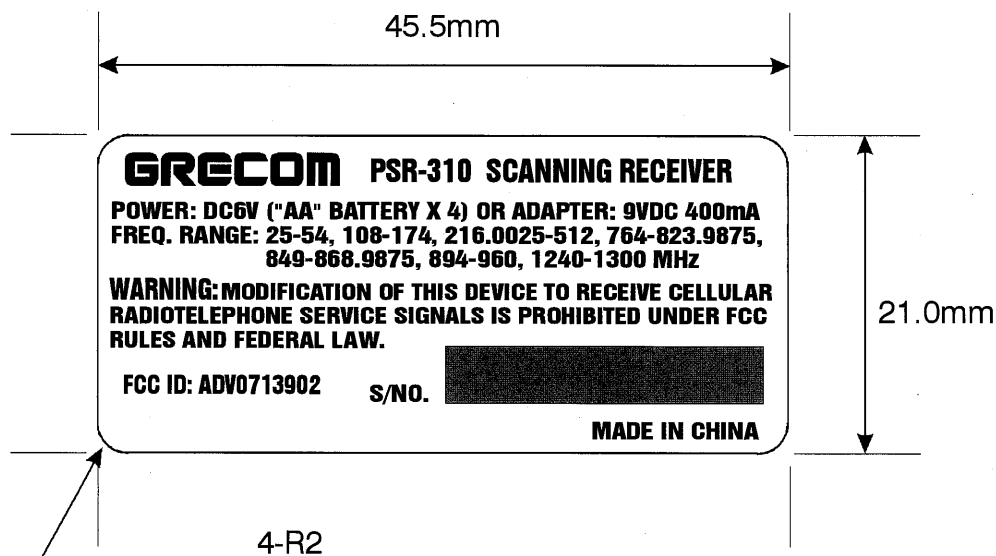 45.5mm
GRECOM PSR-310 SCANNING RECEIVER
POWER: DC6V ("AA" BATTERY X 4) OR ADAPTER: 9VDC 400mA
FREQ. RANGE: 25-54, 108-174, 216.0025-512, 764-823.9875,
849-868.9875, 894-960, 1240-1300 MHz
WARNING: MODIFICATION OF THIS DEVICE TO RECEIVE CELLULAR
RADIOTELEPHONE SERVICE SIGNALS IS PROHIBITED UNDER FCC
RULES AND FEDERAL LAW.
21.0mm
FCC ID: ADV0713902 S/NO.
MADE IN CHINA
4-R2